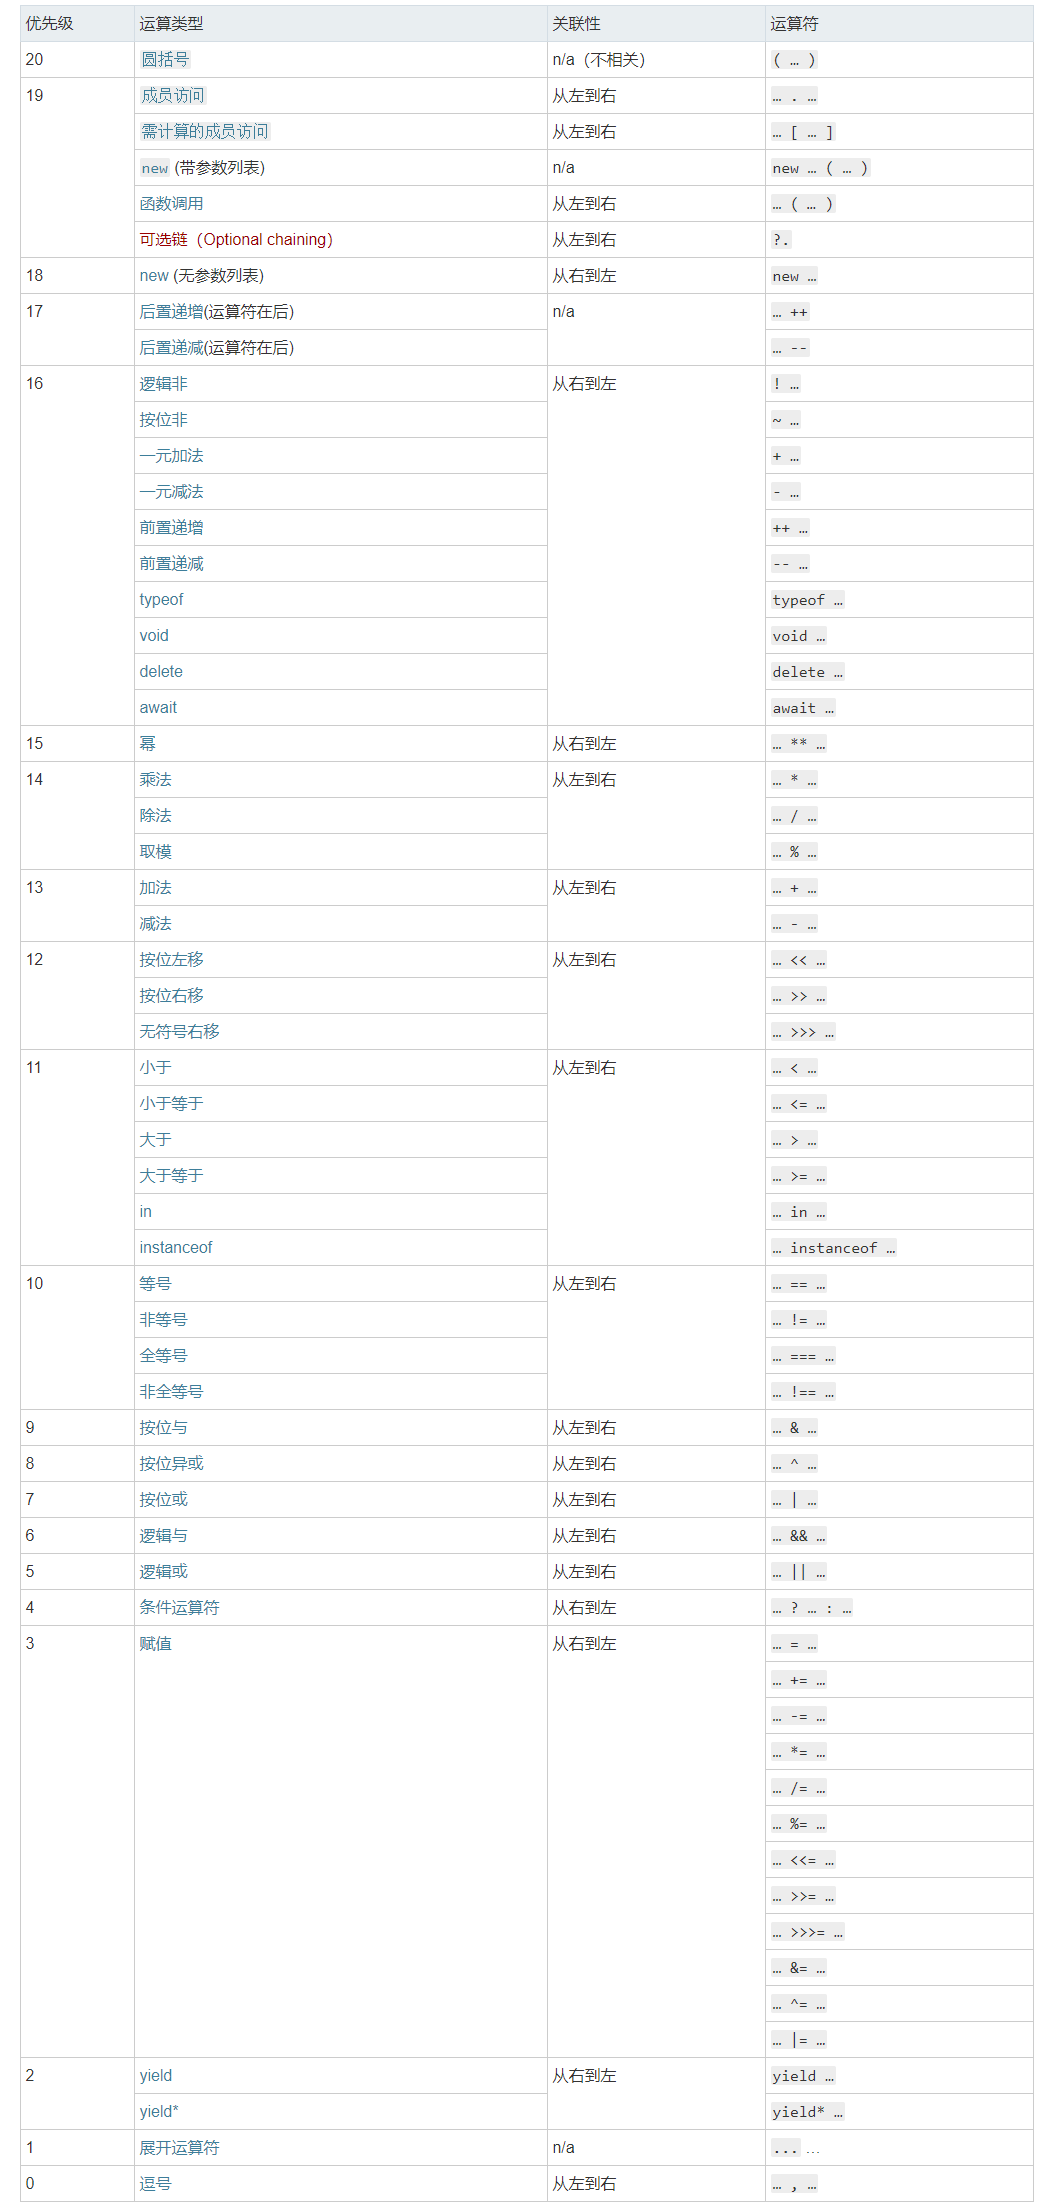 优先级 运算类型 关联性 运算符
20 圆括号 n/a（不相关） ( … )
19 成员访问 从左到右 … . …
需计算的成员访问 从左到右 … [ … ]
new (带参数列表) n/a new … ( … )
函数调用 从左到右 … ( … )
可选链（Optional chaining） 从左到右 ?.
18 new (无参数列表) 从右到左 new …
17 后置递增(运算符在后) n/a … ++
后置递减(运算符在后) … --
16 逻辑非 从右到左 ! …
按位非 ~ …
一元加法 + …
一元减法 - …
前置递增 ++ …
前置递减 -- …
typeof typeof …
void void …
delete delete …
await await …
15 幂 从右到左 … ** …
14 乘法 从左到右 … * …
除法 … / …
取模 … % …
13 加法 从左到右 … + …
减法 … - …
12 按位左移 从左到右 … << …
按位右移 … >> …
无符号右移 … >>> …
11 小于 从左到右 … < …
小于等于 … <= …
大于 … > …
大于等于 … >= …
in … in …
instanceof … instanceof …
10 等号 从左到右 … == …
非等号 … != …
全等号 … === …
非全等号 … !== …
9 按位与 从左到右 … & …
8 按位异或 从左到右 … ^ …
7 按位或 从左到右 … | …
6 逻辑与 从左到右 … && …
5 逻辑或 从左到右 … || …
4 条件运算符 从右到左 … ? … : …
3 赋值 从右到左 … = …
… += …
… -= …
… *= …
… /= …
… %= …
… <<= …
… >>= …
… >>>= …
… &= …
… ^= …
… |= …
2 yield 从右到左 yield …
yield* yield* …
1 展开运算符 n/a ... …
0 逗号 从左到右 … , …